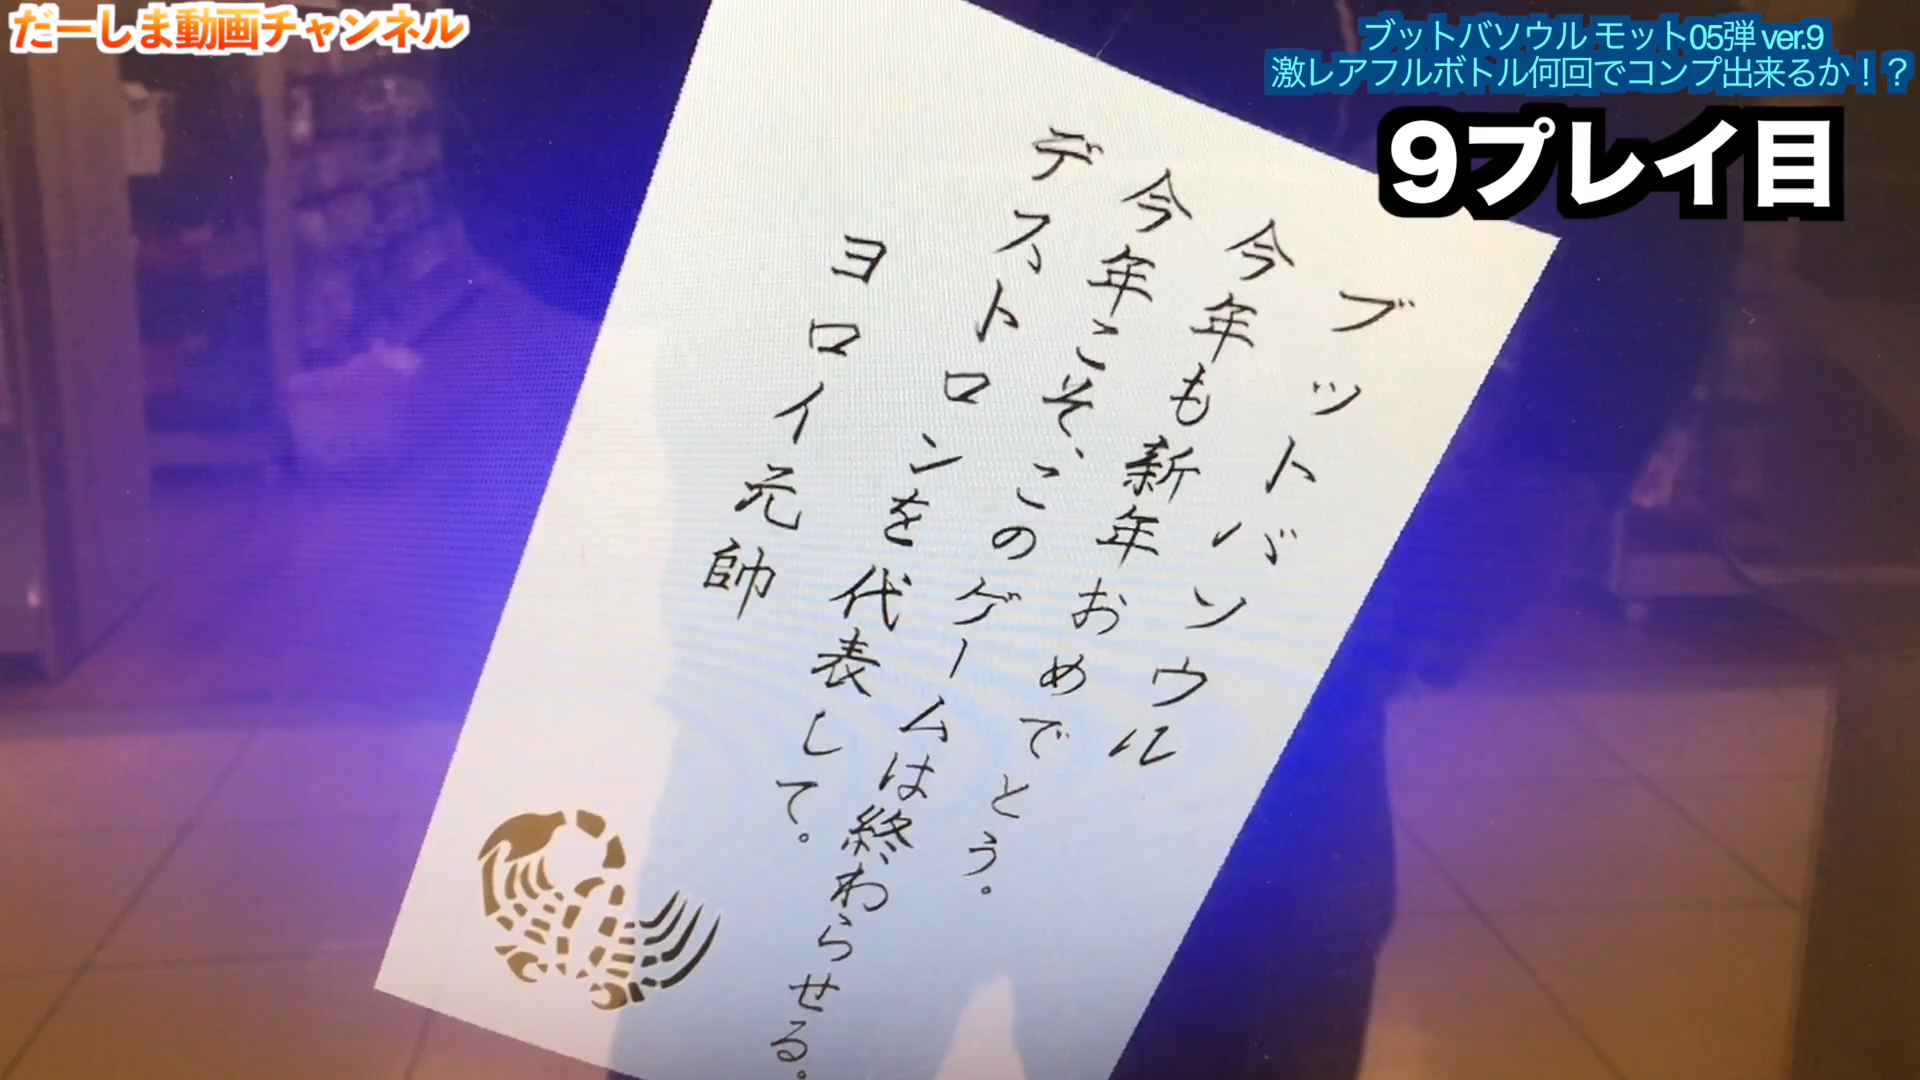 だーしま動画チャンネル
ブットバソウル モット05弾 ver.9
激レアフルボトル何回でコンプ出来るか！？
９プレイ目
ブットバソウル
今年も新年おめでとう。
今年こそ、このゲームは終わらせる。
デストロンを代表して。
ヨロイ元帥